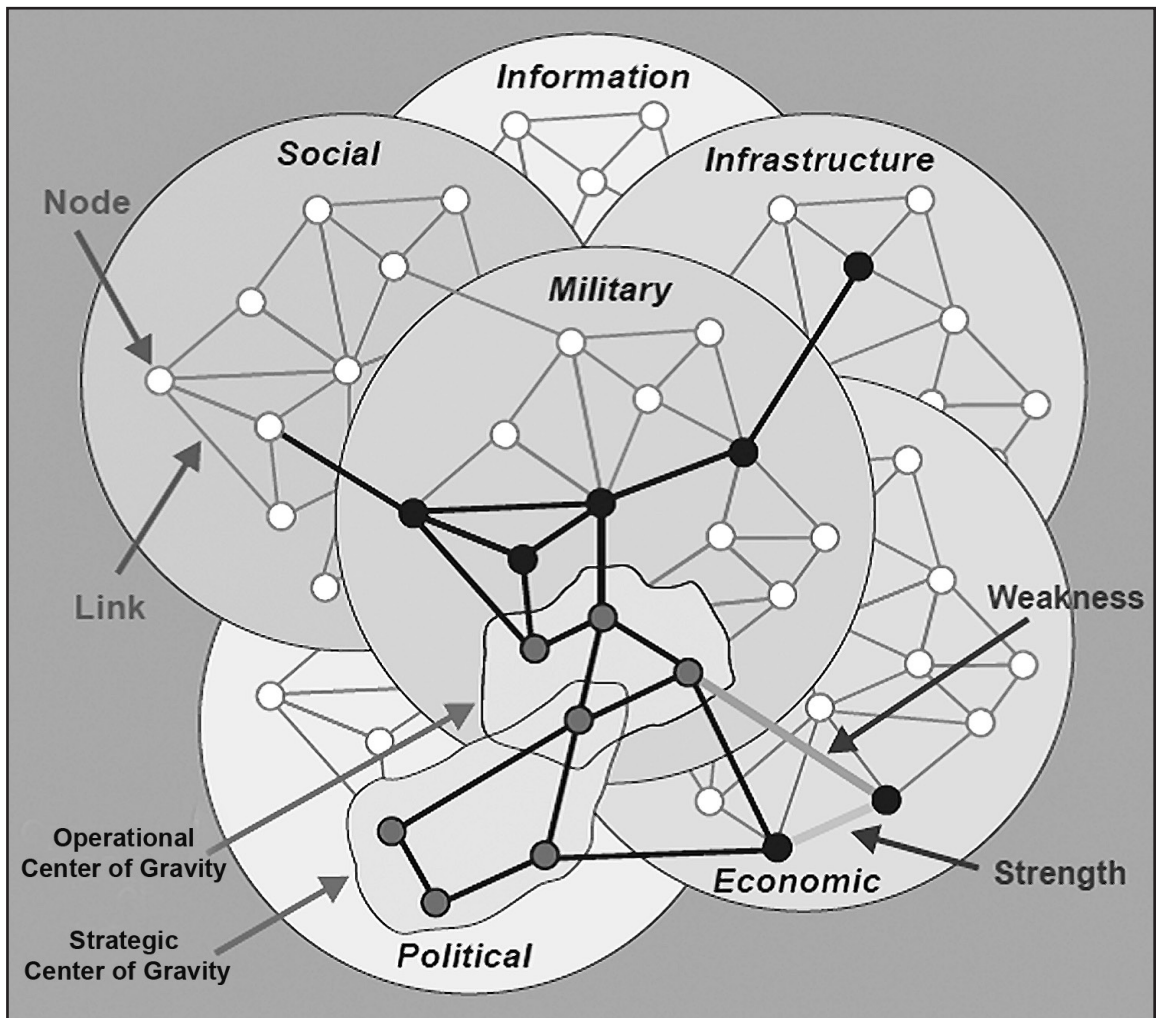 Information
Social
Infrastructure
Node
Military
Link
Weakness
Operational
Center of Gravity
Strength
Economic
Strategic
Center of Gravity
Political